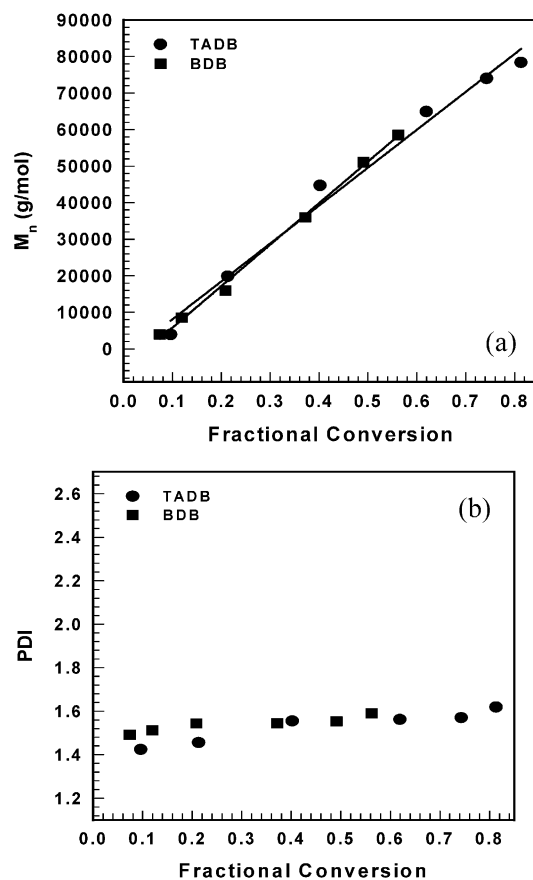 90000
TADB
80000
BDB
70000
60000
50000
40000
30000
20000
10000
0
Mn (g/mol)
(a)
0.0 0.1 0.2 0.3 0.4 0.5 0.6 0.7 0.8
Fractional Conversion
2.6
TADB
(b)
BDB
2.4
2.2
2.0
1.8
1.6
1.4
1.2
PDI
0.0 0.1 0.2 0.3 0.4 0.5 0.6 0.7 0.8
Fractional Conversion